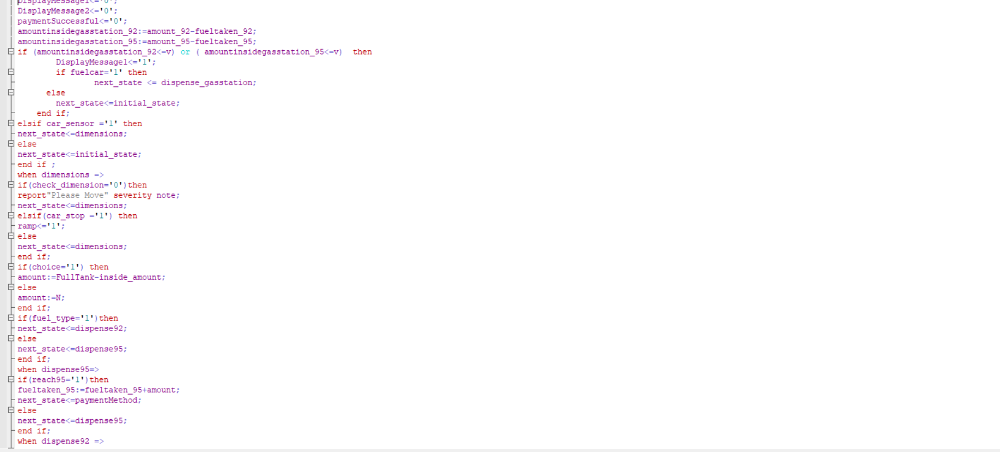 DisplayMessage1<='0';
DisplayMessage2<='0';
paymentSuccessful<='0';
amountinsidegasstation_92:=amount_92-fueltaken_92;
amountinsidegasstation_95:=amount_95-fueltaken_95;
if (amountinsidegasstation_92<=v) or ( amountinsidegasstation_95<=v)  then
DisplayMessage1<='1';
if fuelcar='1' then
next_state <= dispense_gasstation;
else
next_state<=initial_state;
end if;
elsif car_sensor ='1' then
next_state<=dimensions;
else
next_state<=initial_state;
end if ;
when dimensions =>
if(check_dimension='0')then
report"Please Move" severity note;
next_state<=dimensions;
elsif(car_stop ='1') then
ramp<='1';
else
next_state<=dimensions;
end if;
if(choice='1') then
amount:=FullTank-inside_amount;
else
amount:=N;
end if;
if(fuel_type='1')then
next_state<=dispense92;
else
next_state<=dispense95;
end if;
when dispense95=>
if(reach95='1')then
fueltaken_95:=fueltaken_95+amount;
next_state<=paymentMethod;
else
next_state<=dispense95;
end if;
when dispense92 =>